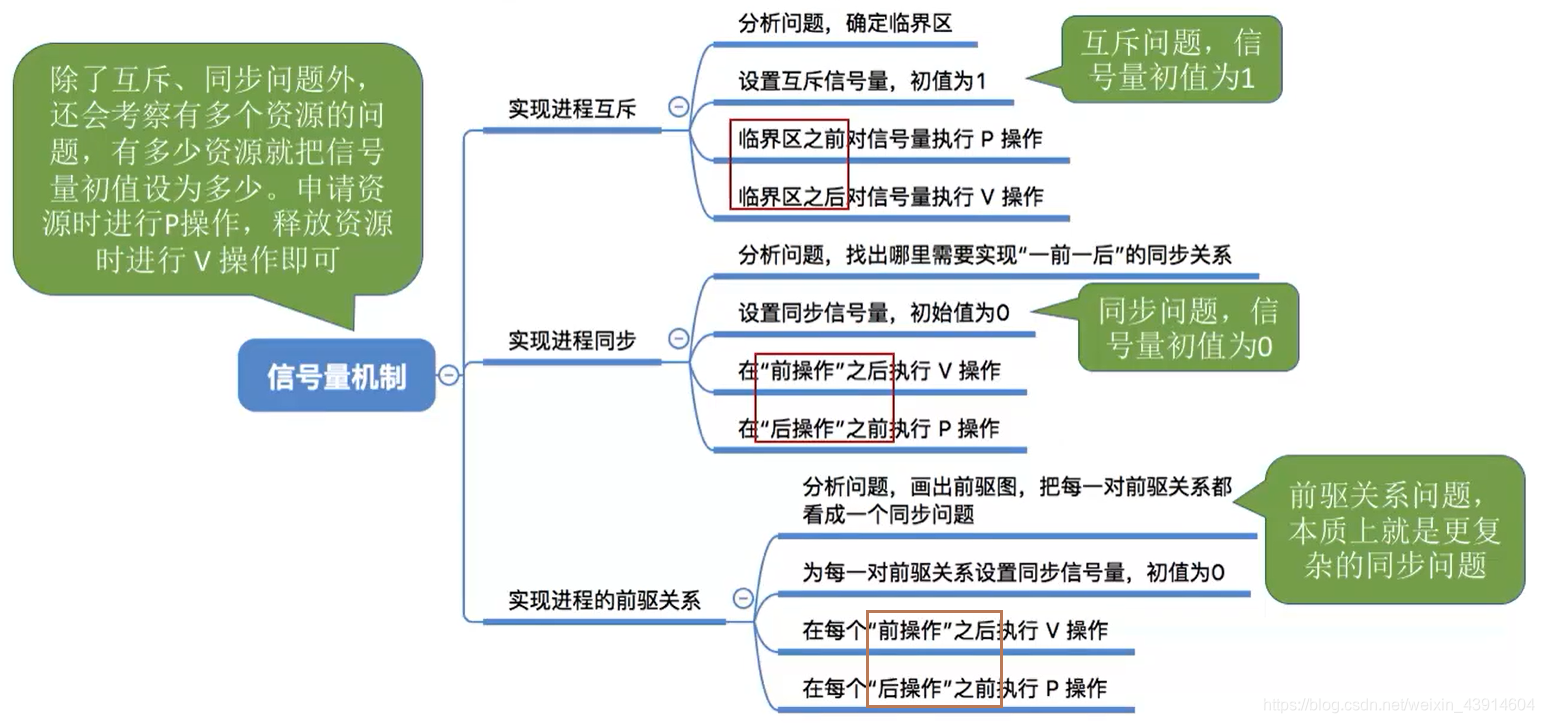 除了互斥、同步问题外，
还会考察有多个资源的问
题，有多少资源就把信号
量初值设为多少。申请资
源时进行P操作，释放资源
时进行 V 操作即可
信号量机制
实现进程互斥
分析问题，确定临界区
设置互斥信号量，初值为1
互斥问题，信
号量初值为1
临界区之前对信号量执行 P 操作
临界区之后对信号量执行 V 操作
实现进程同步
分析问题，找出哪里需要实现“一前一后”的同步关系
设置同步信号量，初始值为0
同步问题，信
号量初值为0
在“前操作”之后执行 V 操作
在“后操作”之前执行 P 操作
实现进程的前驱关系
分析问题，画出前驱图，把每一对前驱关系都
看成一个同步问题
前驱关系问题，
本质上就是更复
杂的同步问题
为每一对前驱关系设置同步信号量，初值为0
在每个“前操作”之后执行 V 操作
在每个“后操作”之前执行 P 操作
https://blog.csdn.net/weixin_43914604